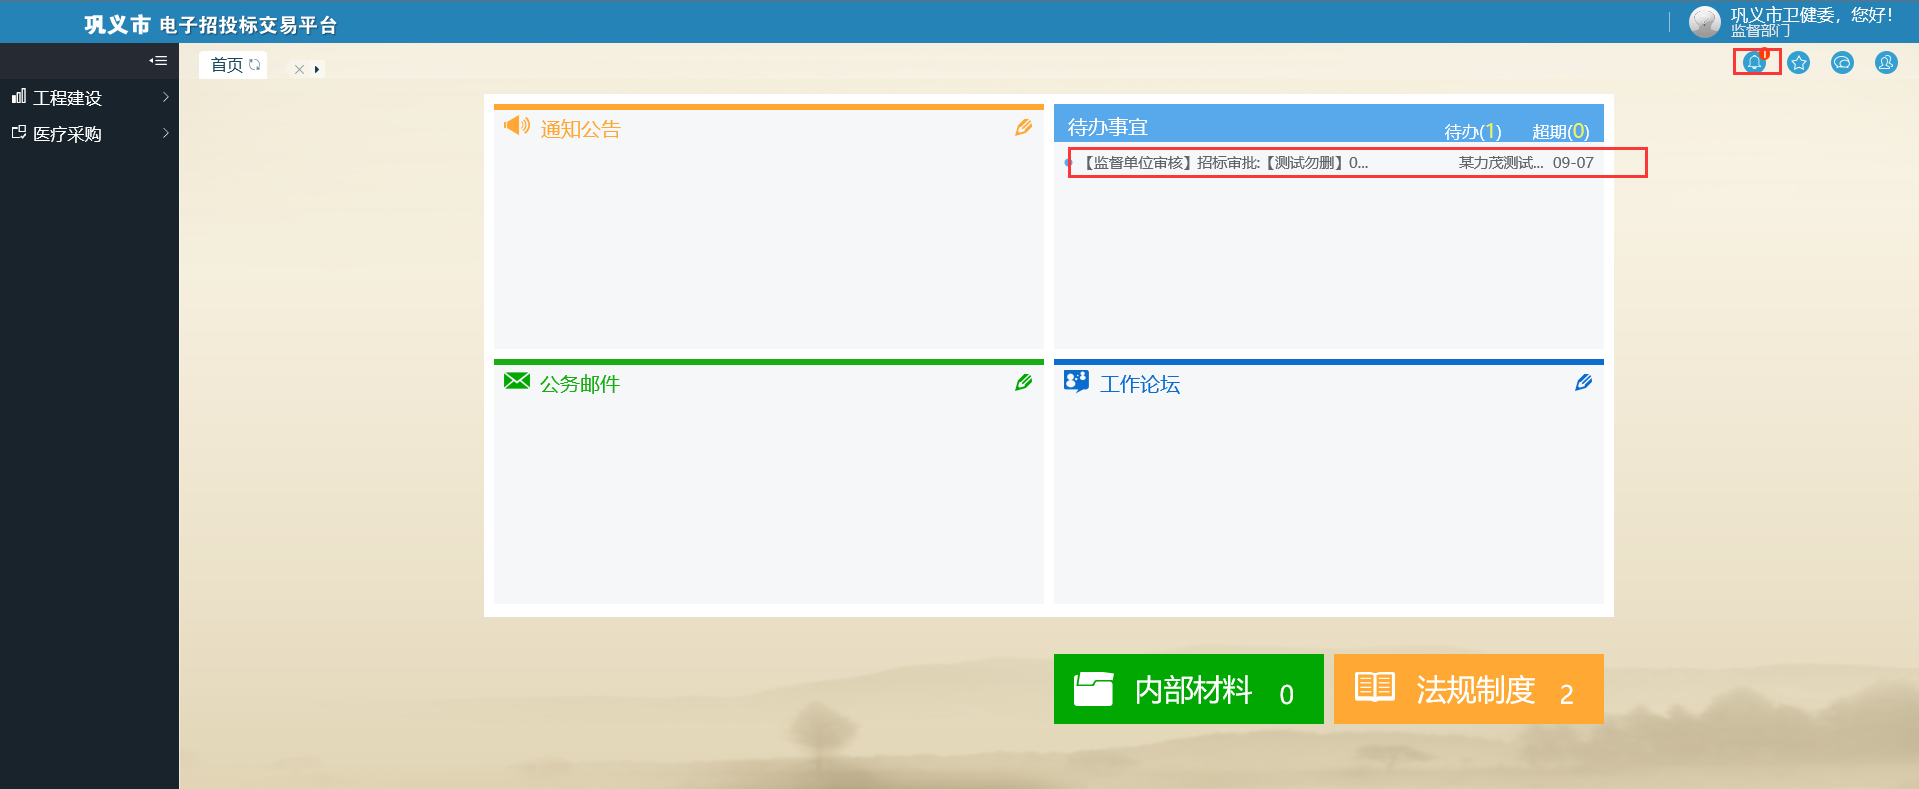 巩义市 电子招投标交易平台
巩义市卫健委，您好！
监督部门
首页
1
工程建设
医疗采购
通知公告
待办事宜 待办(1) 超期(0)
【监督单位审核】招标审批:【测试勿删】0... 某力茂测试... 09-07
公务邮件
工作论坛
内部材料 0
法规制度 2